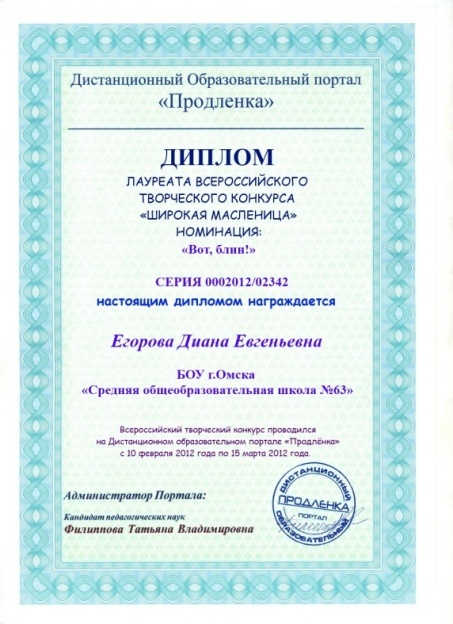 Дистанционный Образовательный портал
«Продленка»
ДИПЛОМ
ЛАУРЕАТА ВСЕРОССИЙСКОГО
ТВОРЧЕСКОГО КОНКУРСА
«ШИРОКАЯ МАСЛЕНИЦА»
НОМИНАЦИЯ:
«Вот, блин!»
СЕРИЯ 0002012/02342
настоящим дипломом награждается
Егорова Диана Евгеньевна
БОУ г.Омска
«Средняя общеобразовательная школа №63»
Всероссийский творческий конкурс проводился
на Дистанционном образовательном портале «Продлёнка»
с 10 февраля 2012 года по 15 марта 2012 года.
Администратор Портала:
Кандидат педагогических наук
Филиппова Татьяна Владимировна
ДИСТАНЦИОННЫЙ
ПРОДЛЕНКА
ПОРТАЛ
ОБРАЗОВАТЕЛЬНЫЙ